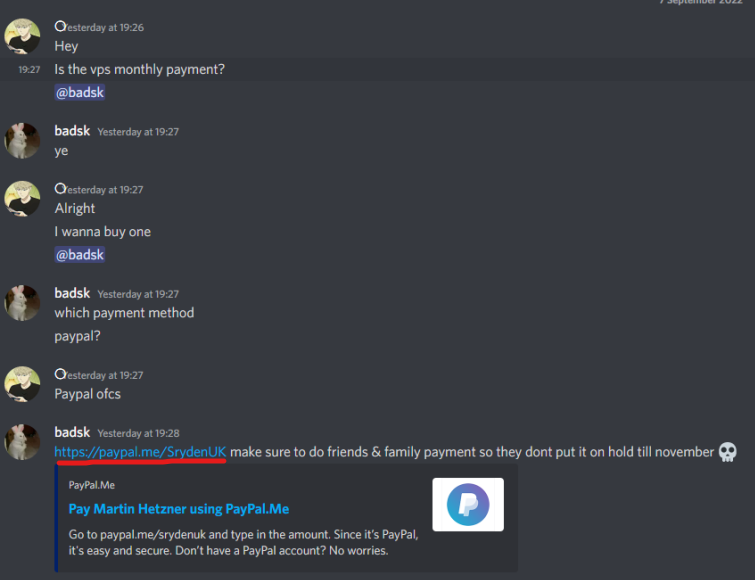 7 September 2022
Yesterday at 19:26
Hey
19:27 Is the vps monthly payment?
@badsk
badsk Yesterday at 19:27
ye
Yesterday at 19:27
Alright
I wanna buy one
@badsk
badsk Yesterday at 19:27
which payment method
paypal?
Yesterday at 19:27
Paypal ofcs
badsk Yesterday at 19:28
https://paypal.me/SrydenUK make sure to do friends & family payment so they dont put it on hold till november
PayPal.Me
Pay Martin Hetzner using PayPal.Me
Go to paypal.me/srydenuk and type in the amount. Since it's PayPal,
it's easy and secure. Don't have a PayPal account? No worries.